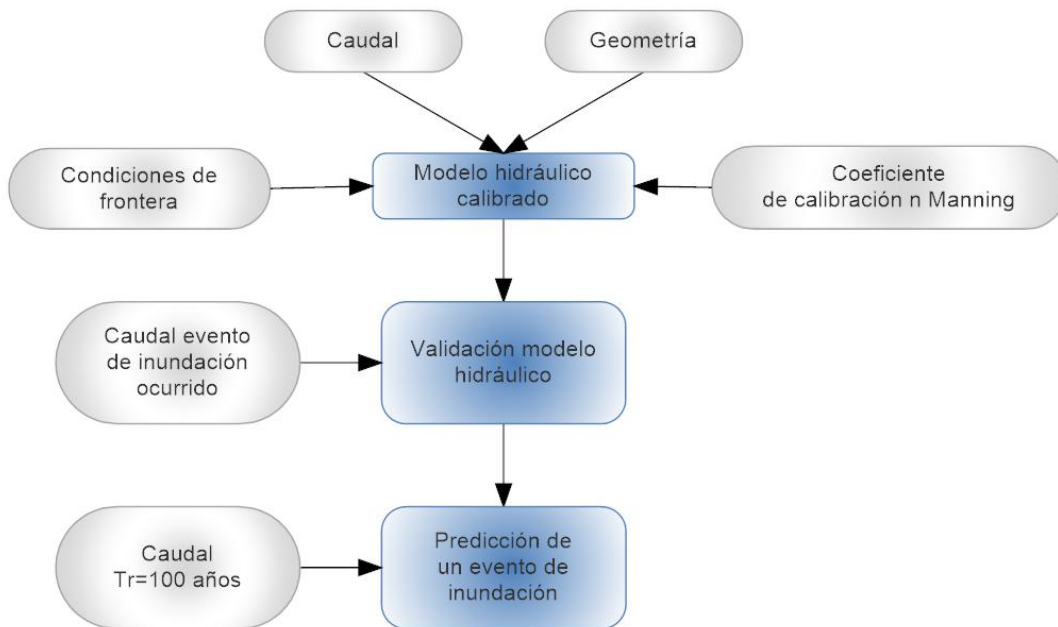 Caudal
Geometría
Condiciones de
frontera
Modelo hidráulico
calibrado
Coeficiente
de calibración n Manning
Caudal evento
de inundación
ocurrido
Validación modelo
hidráulico
Caudal
Tr=100 años
Predicción de
un evento de
inundación